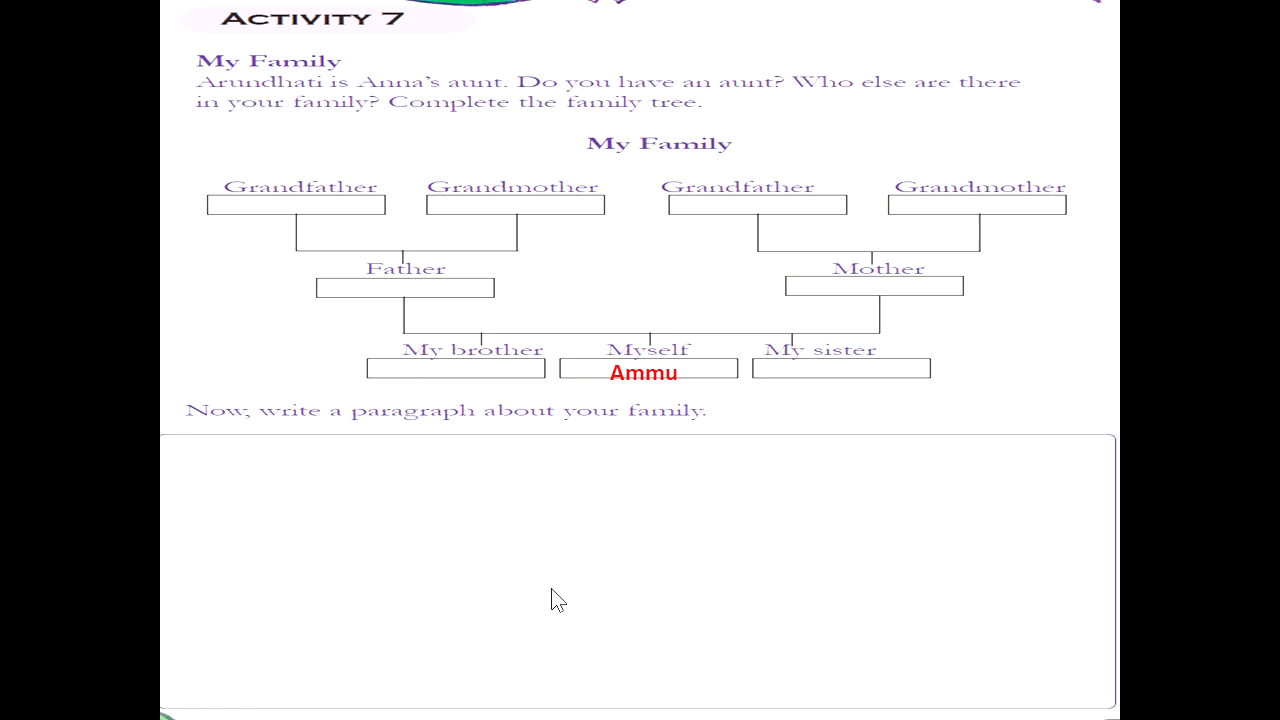 ACTIVITY 7
My Family
Arundhati is Anna's aunt. Do you have an aunt? Who else are there
in your family? Complete the family tree.
My Family
Grandfather Grandmother Grandfather Grandmother
Father Mother
My brother Myself My sister
Ammu
Now, write a paragraph about your family.